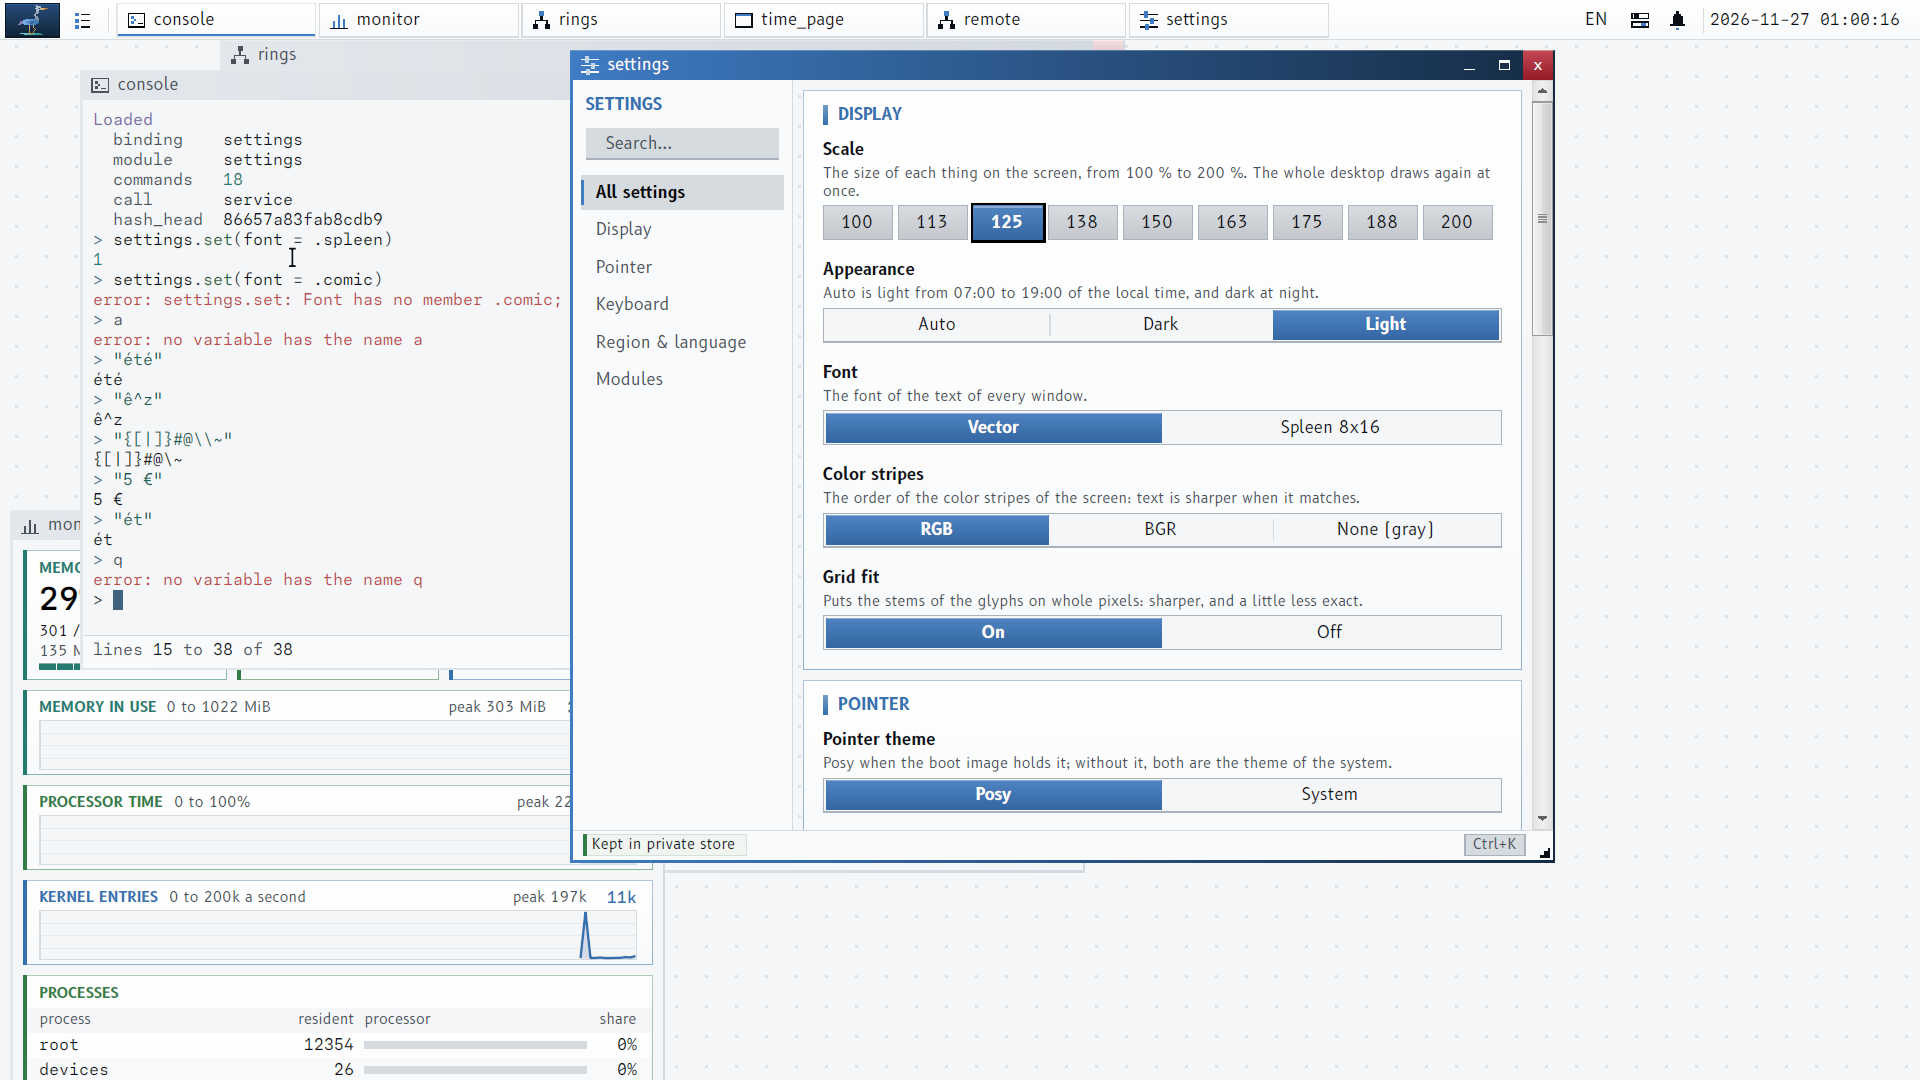 console
monitor
rings
time_page
remote
settings
EN
2026-11-27 01:00:16
rings
console
Loaded
binding settings
module settings
commands 18
call service
hash_head 86657a83fab8cdb9
> settings.set(font = .spleen)
1
> settings.set(font = .comic)
error: settings.set: Font has no member .comic;
> a
error: no variable has the name a
> "été"
été
> "ê^z"
ê^z
> "{[|]}#@\\~"
{[|]}#@\~
> "5 €"
5 €
> "ét"
ét
> q
error: no variable has the name q
>
lines 15 to 38 of 38
settings
x
SETTINGS
Search...
All settings
Display
Pointer
Keyboard
Region & language
Modules
DISPLAY
Scale
The size of each thing on the screen, from 100 % to 200 %. The whole desktop draws again at
once.
100 113 125 138 150 163 175 188 200
Appearance
Auto is light from 07:00 to 19:00 of the local time, and dark at night.
Auto Dark Light
Font
The font of the text of every window.
Vector Spleen 8x16
Color stripes
The order of the color stripes of the screen: text is sharper when it matches.
RGB BGR None (gray)
Grid fit
Puts the stems of the glyphs on whole pixels: sharper, and a little less exact.
On Off
POINTER
Pointer theme
Posy when the boot image holds it; without it, both are the theme of the system.
Posy System
Kept in private store
Ctrl+K
mon
MEMO
29
301 /
135 M
MEMORY IN USE 0 to 1022 MiB peak 303 MiB
PROCESSOR TIME 0 to 100% peak 22
KERNEL ENTRIES 0 to 200k a second peak 197k 11k
PROCESSES
process resident processor share
root 12354 0%
devices 26 0%